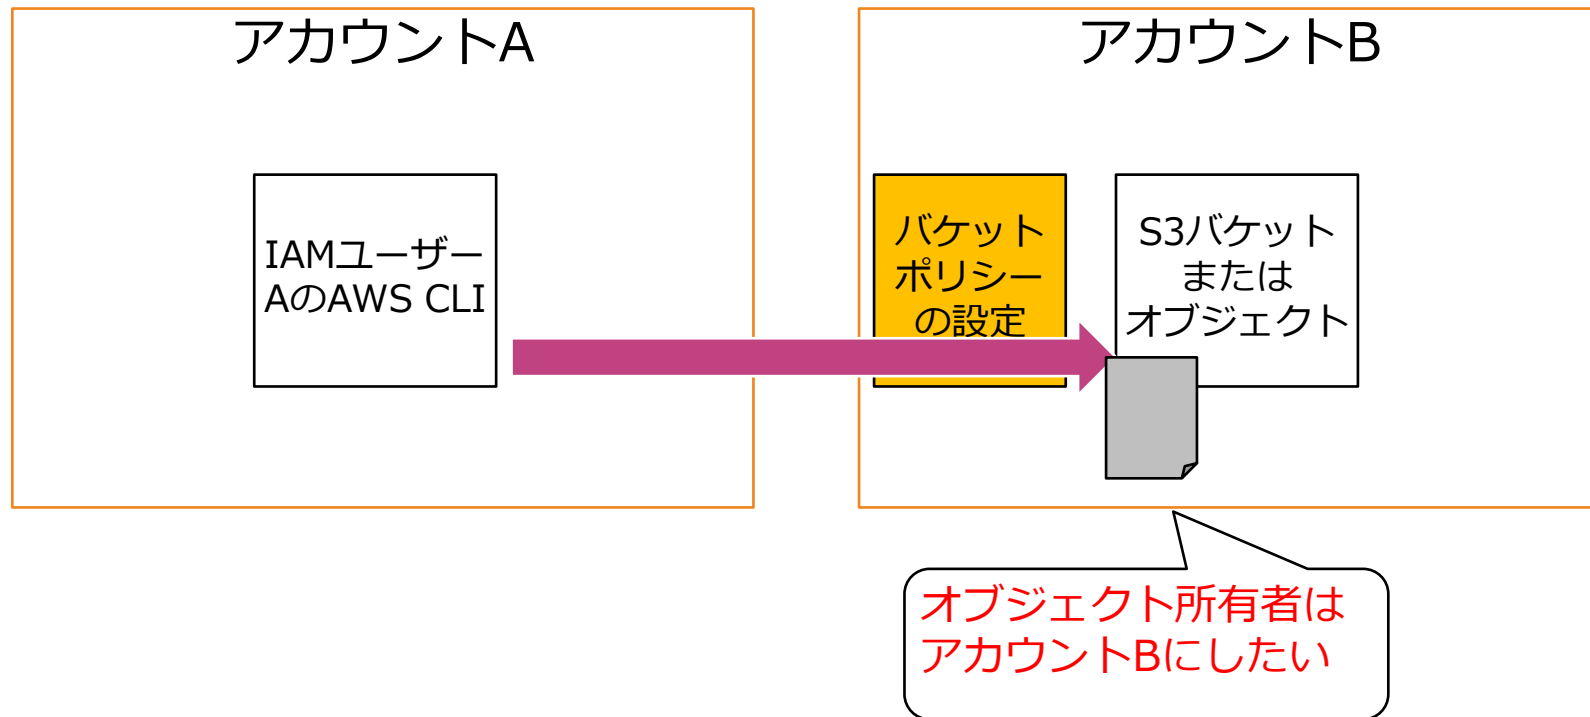 アカウントA
アカウントB
IAMユーザー
AのAWS CLI
バケット
ポリシー
の設定
S3バケット
または
オブジェクト
オブジェクト所有者は
アカウントBにしたい